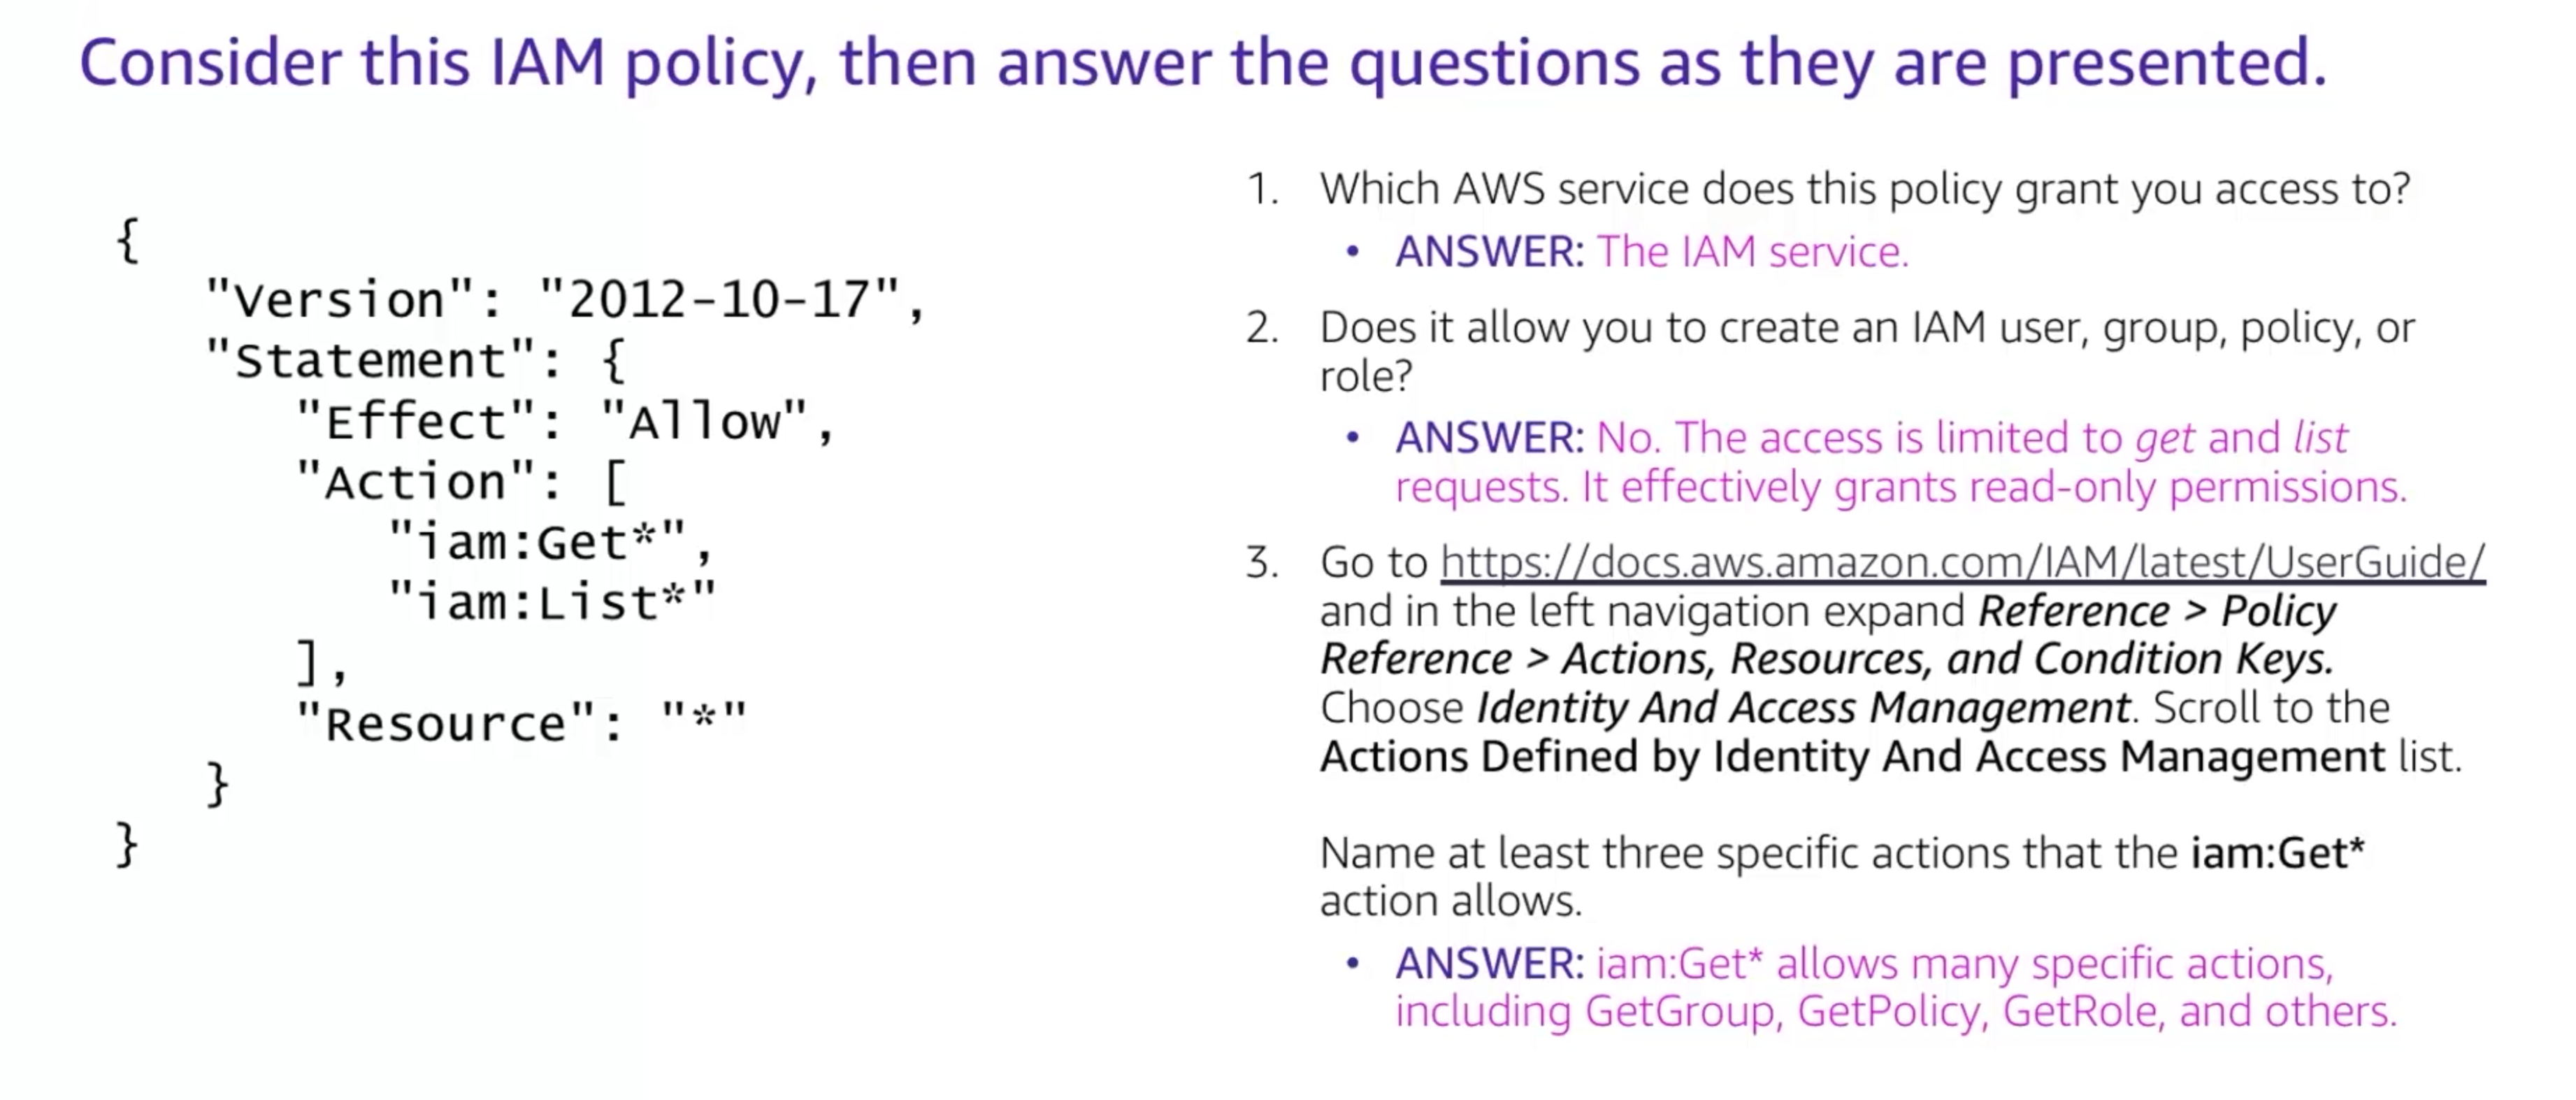 Consider this IAM policy, then answer the questions as they are presented.
{
"Version": "2012-10-17",
"Statement": {
"Effect": "Allow",
"Action": [
"iam:Get*",
"iam:List*"
],
"Resource": "*"
}
}
1. Which AWS service does this policy grant you access to?
• ANSWER: The IAM service.
2. Does it allow you to create an IAM user, group, policy, or
role?
• ANSWER: No. The access is limited to get and list
requests. It effectively grants read-only permissions.
3. Go to https://docs.aws.amazon.com/IAM/latest/UserGuide/
and in the left navigation expand Reference > Policy
Reference > Actions, Resources, and Condition Keys.
Choose Identity And Access Management. Scroll to the
Actions Defined by Identity And Access Management list.
Name at least three specific actions that the iam:Get*
action allows.
• ANSWER: iam:Get* allows many specific actions,
including GetGroup, GetPolicy, GetRole, and others.